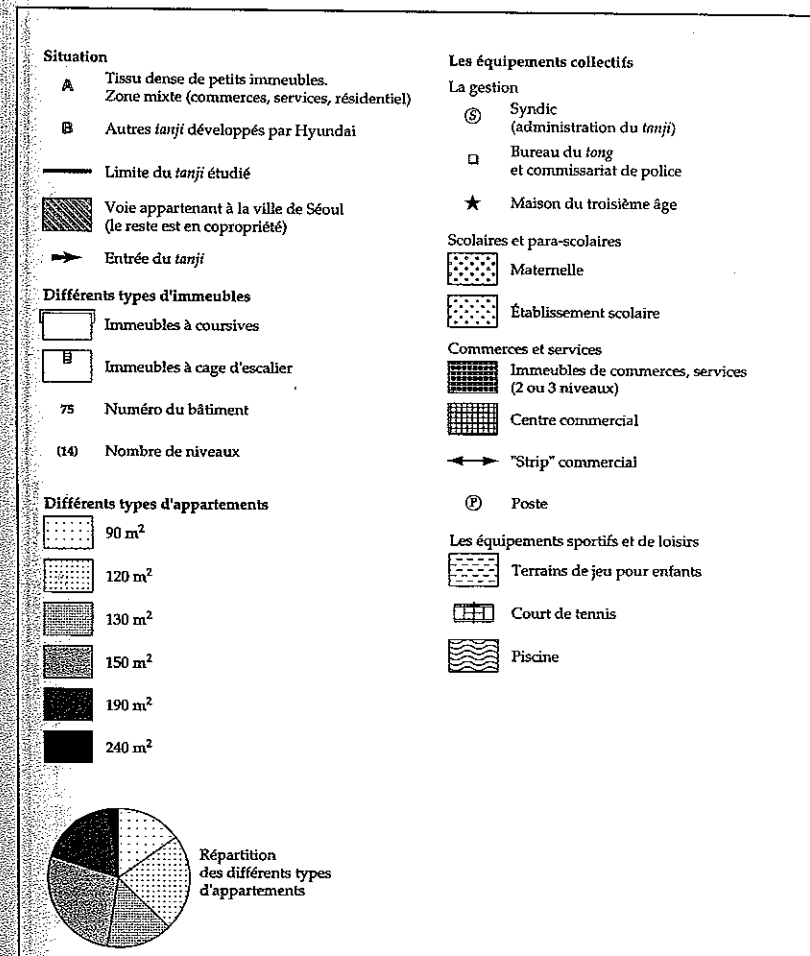 Situation
A Tissu dense de petits immeubles.
Zone mixte (commerces, services, résidentiel)
B Autres tanji développés par Hyundai
Limite du tanji étudié
Voie appartenant à la ville de Séoul
(le reste est en copropriété)
Entrée du tanji
Différents types d'immeubles
Immeubles à coursives
Immeubles à cage d'escalier
75 Numéro du bâtiment
(14) Nombre de niveaux
Différents types d'appartements
90 m²
120 m²
130 m²
150 m²
190 m²
240 m²
Répartition
des différents types
d'appartements
Les équipements collectifs
La gestion
S Syndic
(administration du tanji)
Bureau du tong
et commissariat de police
Maison du troisième âge
Scolaires et para-scolaires
Maternelle
Établissement scolaire
Commerces et services
Immeubles de commerces, services
(2 ou 3 niveaux)
Centre commercial
"Strip" commercial
P Poste
Les équipements sportifs et de loisirs
Terrains de jeu pour enfants
Court de tennis
Piscine